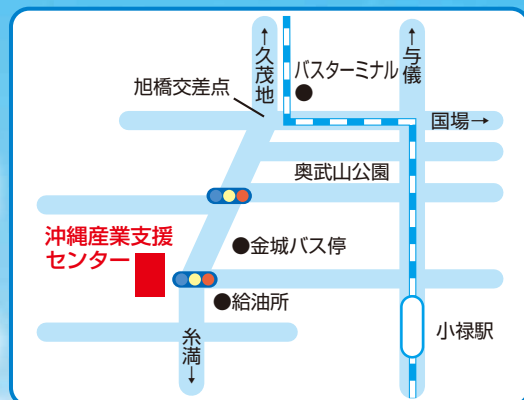 ↑久茂地
バスターミナル
↑与儀
旭橋交差点
国場→
奥武山公園
沖縄産業支援
センター
金城バス停
給油所
小禄駅
糸満↓